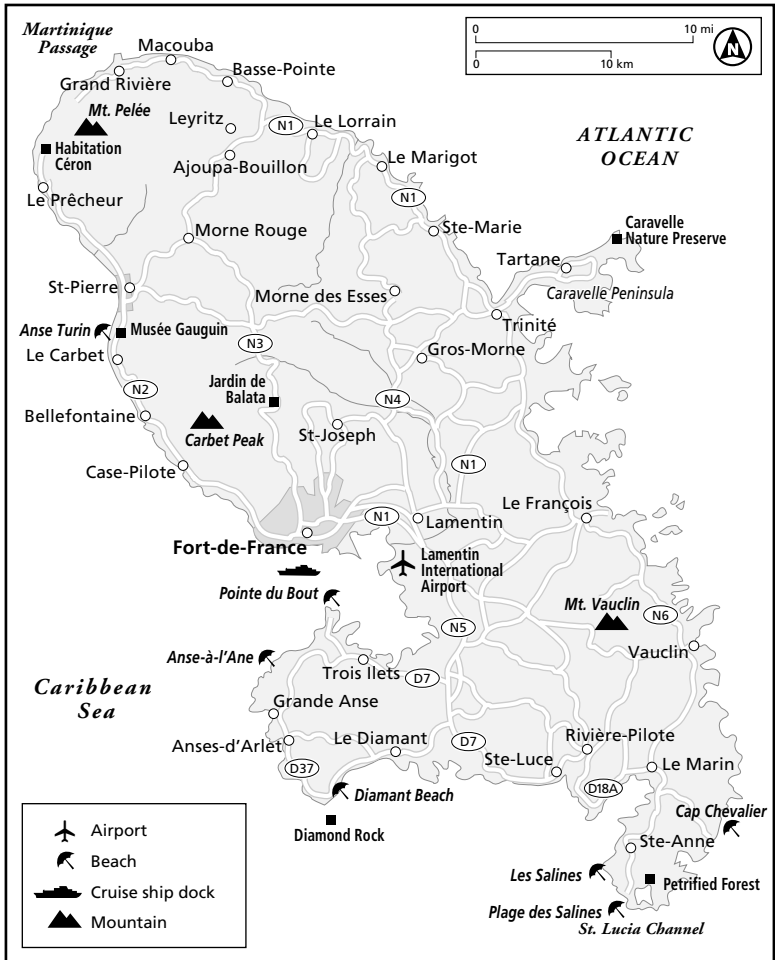 Martinique
Passage
0 10 mi
0 10 km
N
Macouba
Grand Rivière
Basse-Pointe
Mt. Pelée
Leyritz
N1
Le Lorrain
ATLANTIC
OCEAN
Habitation
Céron
Ajoupa-Bouillon
Le Marigot
Le Prêcheur
N1
Morne Rouge
Ste-Marie
Caravelle
Nature Preserve
Tartane
St-Pierre
Morne des Esses
Caravelle Peninsula
Anse Turin
Musée Gauguin
Trinité
N3
Le Carbet
Gros-Morne
N2
Jardin de
Balata
N4
Bellefontaine
Carbet Peak
St-Joseph
N1
Case-Pilote
Le François
N1
Lamentin
Fort-de-France
Lamentin
International
Airport
Pointe du Bout
Mt. Vauclin
N6
N5
Vauclin
Anse-à-l'Ane
Trois Ilets
D7
Caribbean
Sea
Grande Anse
Anses-d'Arlet
Le Diamant
D7
Rivière-Pilote
Ste-Luce
Le Marin
D37
D18A
Diamant Beach
Cap Chevalier
Diamond Rock
Ste-Anne
Les Salines
Petrified Forest
Plage des Salines
St. Lucia Channel
Airport
Beach
Cruise ship dock
Mountain